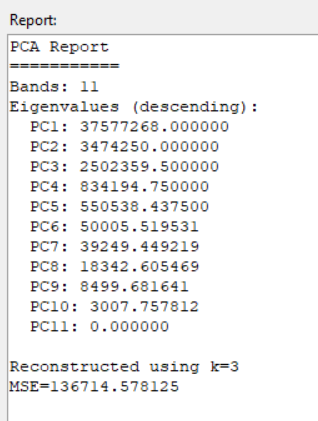 Report:
PCA Report
===========
Bands: 11
Eigenvalues (descending):
PC1: 37577268.000000
PC2: 3474250.000000
PC3: 2502359.500000
PC4: 834194.750000
PC5: 550538.437500
PC6: 50005.519531
PC7: 39249.449219
PC8: 18342.605469
PC9: 8499.681641
PC10: 3007.757812
PC11: 0.000000
Reconstructed using k=3
MSE=136714.578125